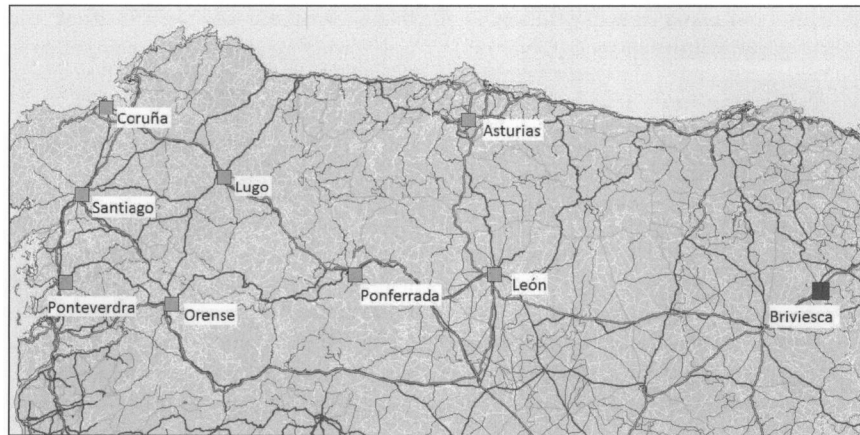 Coruña
Asturias
Lugo
Santiago
Ponteverdra
Orense
Ponferrada
León
Briviesca